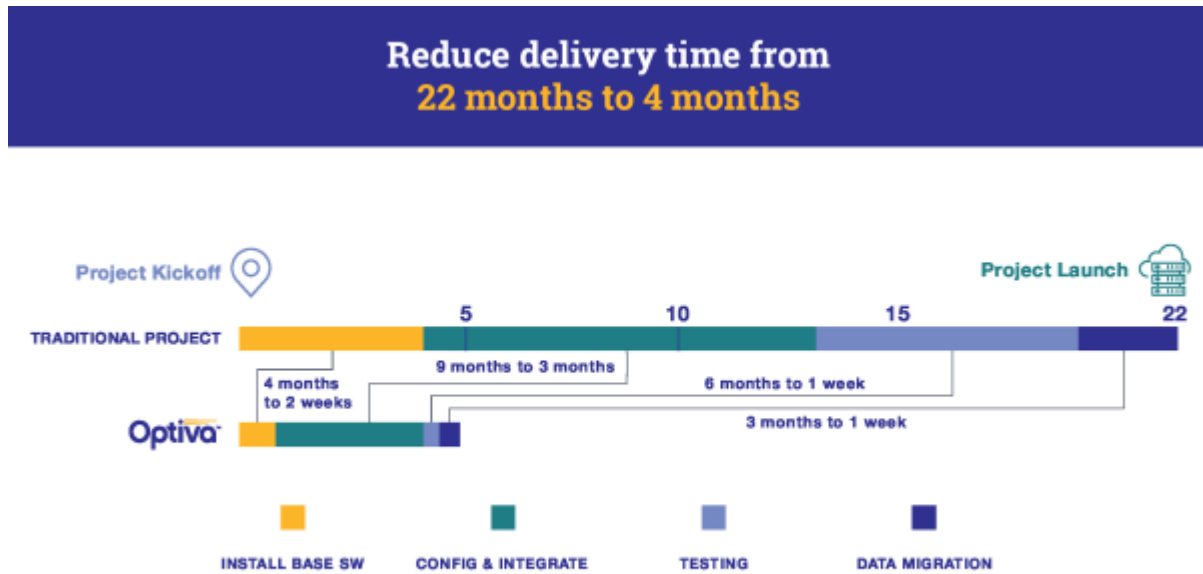 Reduce delivery time from
22 months to 4 months
Project Kickoff
Project Launch
5
10
15
22
TRADITIONAL PROJECT
9 months to 3 months
4 months
to 2 weeks
6 months to 1 week
3 months to 1 week
Optiva
INSTALL BASE SW
CONFIG & INTEGRATE
TESTING
DATA MIGRATION